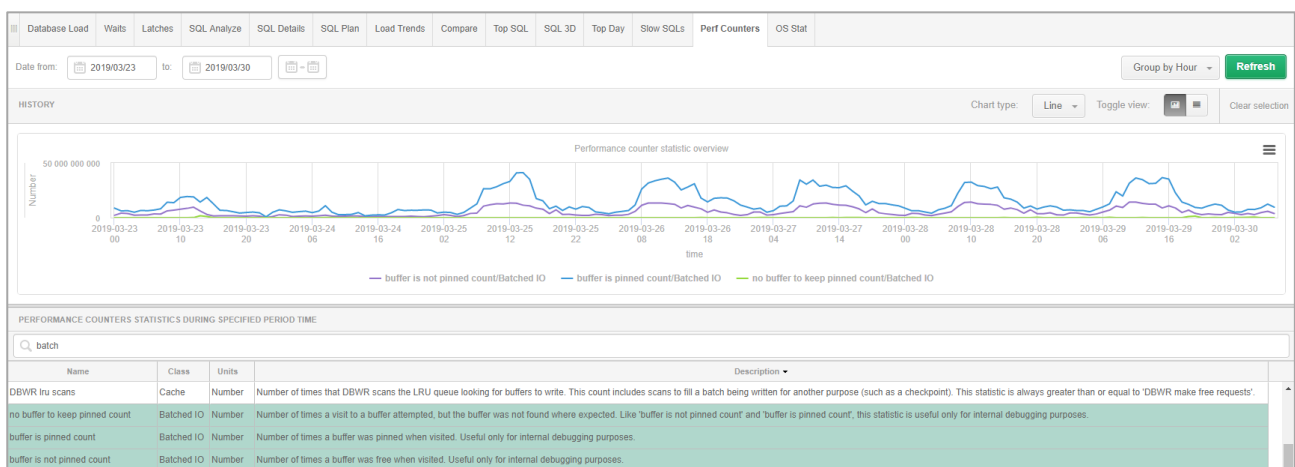 Database Load Waits Latches SQL Analyze SQL Details SQL Plan Load Trends Compare Top SQL SQL 3D Top Day Slow SQLs Perf Counters OS Stat
Date from: 2019/03/23 to: 2019/03/30 Group by Hour Refresh
HISTORY Chart type: Line Toggle view: Clear selection
Performance counter statistic overview
50 000 000 000
Number
0
2019-03-23 2019-03-23 2019-03-23 2019-03-24 2019-03-24 2019-03-25 2019-03-25 2019-03-25 2019-03-26 2019-03-26 2019-03-27 2019-03-27 2019-03-28 2019-03-28 2019-03-28 2019-03-29 2019-03-29 2019-03-30
00 10 20 06 16 02 12 22 08 18 04 14 00 10 20 06 16 02
time
buffer is not pinned count/Batched IO buffer is pinned count/Batched IO no buffer to keep pinned count/Batched IO
PERFORMANCE COUNTERS STATISTICS DURING SPECIFIED PERIOD TIME
batch
Name Class Units Description
DBWR lru scans Cache Number Number of times that DBWR scans the LRU queue looking for buffers to write. This count includes scans to fill a batch being written for another purpose (such as a checkpoint). This statistic is always greater than or equal to 'DBWR make free requests'.
no buffer to keep pinned count Batched IO Number Number of times a visit to a buffer attempted, but the buffer was not found where expected. Like 'buffer is not pinned count' and 'buffer is pinned count', this statistic is useful only for internal debugging purposes.
buffer is pinned count Batched IO Number Number of times a buffer was pinned when visited. Useful only for internal debugging purposes.
buffer is not pinned count Batched IO Number Number of times a buffer was free when visited. Useful only for internal debugging purposes.